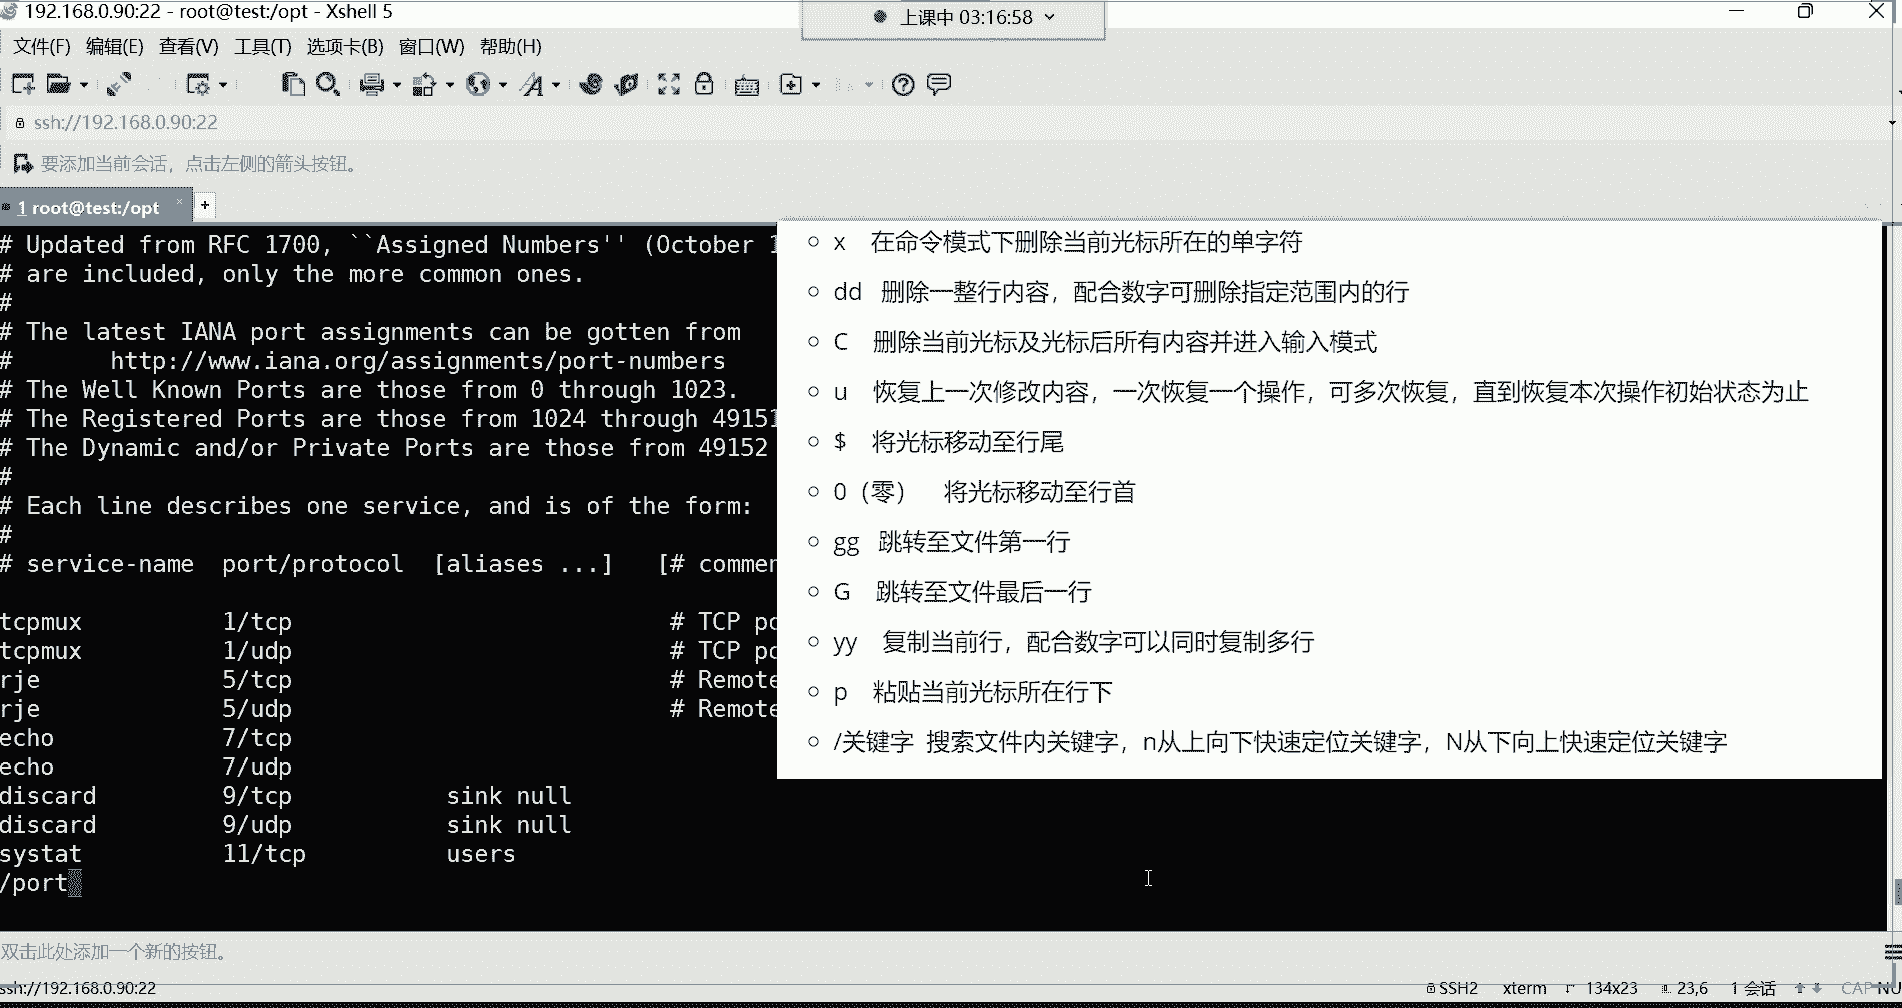 192.168.0.90:22 - root@test:/opt - Xshell 5
上课中 03:16:58
文件(F) 编辑(E) 查看(V) 工具(T) 选项卡(B) 窗口(W) 帮助(H)
ssh://192.168.0.90:22
要添加当前会话，点击左侧的箭头按钮。
1 root@test:/opt
# Updated from RFC 1700, ``Assigned Numbers'' (October 1
# are included, only the more common ones.
#
# The latest IANA port assignments can be gotten from
# http://www.iana.org/assignments/port-numbers
# The Well Known Ports are those from 0 through 1023.
# The Registered Ports are those from 1024 through 49151
# The Dynamic and/or Private Ports are those from 49152
#
# Each line describes one service, and is of the form:
#
# service-name port/protocol [aliases ...] [# commen
tcpmux 1/tcp # TCP po
tcpmux 1/udp # TCP po
rje 5/tcp # Remote
rje 5/udp # Remote
echo 7/tcp
echo 7/udp
discard 9/tcp sink null
discard 9/udp sink null
systat 11/tcp users
/port
x 在命令模式下删除当前光标所在的单字符
dd 删除一整行内容，配合数字可删除指定范围内的行
C 删除当前光标及光标后所有内容并进入输入模式
u 恢复上一次修改内容，一次恢复一个操作，可多次恢复，直到恢复本次操作初始状态为止
$ 将光标移动至行尾
0（零） 将光标移动至行首
gg 跳转至文件第一行
G 跳转至文件最后一行
yy 复制当前行，配合数字可以同时复制多行
p 粘贴当前光标所在行下
/关键字 搜索文件内关键字，n从上向下快速定位关键字，N从下向上快速定位关键字
双击此处添加一个新的按钮。
ssh://192.168.0.90:22 SSH2 xterm 134x23 23,6 1 会话 CAP NU